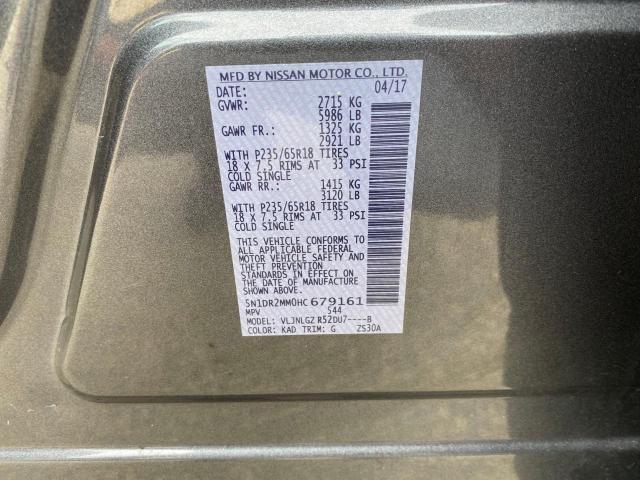 MFD BY NISSAN MOTOR CO., LTD.
DATE: 04/17
GVWR: 2715 KG
5986 LB
GAWR FR.: 1325 KG
2921 LB
WITH P235/65R18 TIRES
18 X 7.5 RIMS AT 33 PSI
COLD SINGLE
GAWR RR.: 1415 KG
3120 LB
WITH P235/65R18 TIRES
18 X 7.5 RIMS AT 33 PSI
COLD SINGLE
THIS VEHICLE CONFORMS TO
ALL APPLICABLE FEDERAL
MOTOR VEHICLE SAFETY AND
THEFT PREVENTION
STANDARDS IN EFFECT ON
THE DATE OF MANUFACTURE
SHOWN ABOVE.
5N1DR2MM0HC679161
MPV S44
MODEL: VLJNLGZ R52DU7----B
COLOR: KAD TRIM: G ZS30A